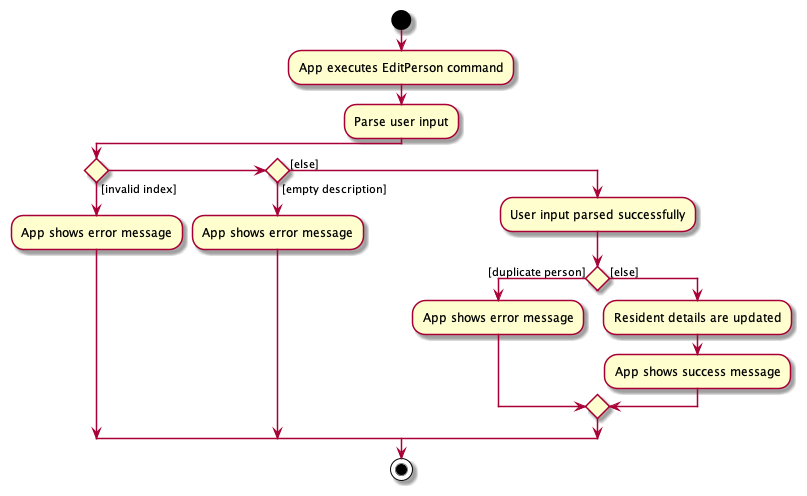 App executes EditPerson command
Parse user input
[else]
[invalid index]
[empty description]
App shows error message
App shows error message
User input parsed successfully
[duplicate person]
[else]
App shows error message
Resident details are updated
App shows success message